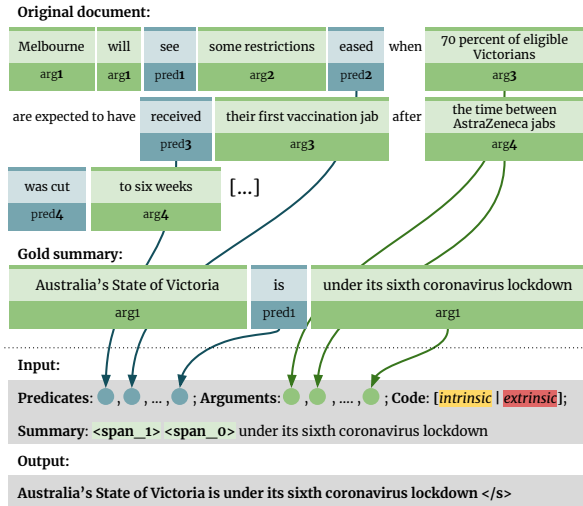 Original document:
Melbourne will see some restrictions eased when 70 percent of eligible Victorians
arg1 arg1 pred1 arg2 pred2 arg3
are expected to have received their first vaccination jab after the time between AstraZeneca jabs
pred3 arg3 arg4
was cut to six weeks [...]
pred4 arg4
Gold summary:
Australia's State of Victoria is under its sixth coronavirus lockdown
arg1 pred1 arg1
Input:
Predicates: , , ... , ; Arguments: , , .... , ; Code: [intrinsic | extrinsic];
Summary: <span_1> <span_0> under its sixth coronavirus lockdown
Output:
Australia's State of Victoria is under its sixth coronavirus lockdown </s>